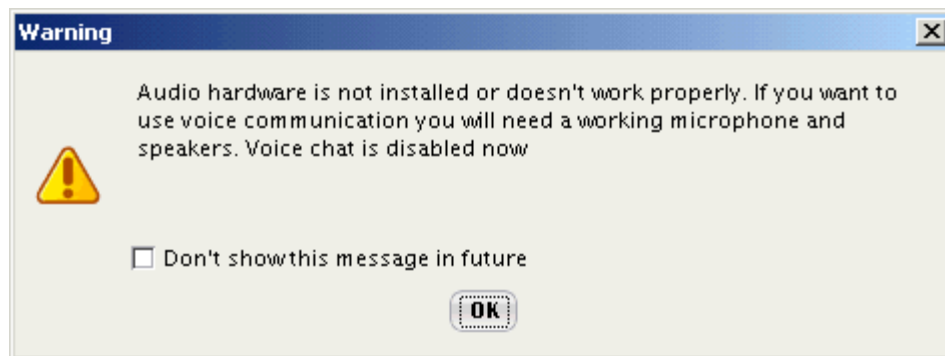 Warning
Audio hardware is not installed or doesn't work properly. If you want to
use voice communication you will need a working microphone and
speakers. Voice chat is disabled now
Don't show this message in future
OK